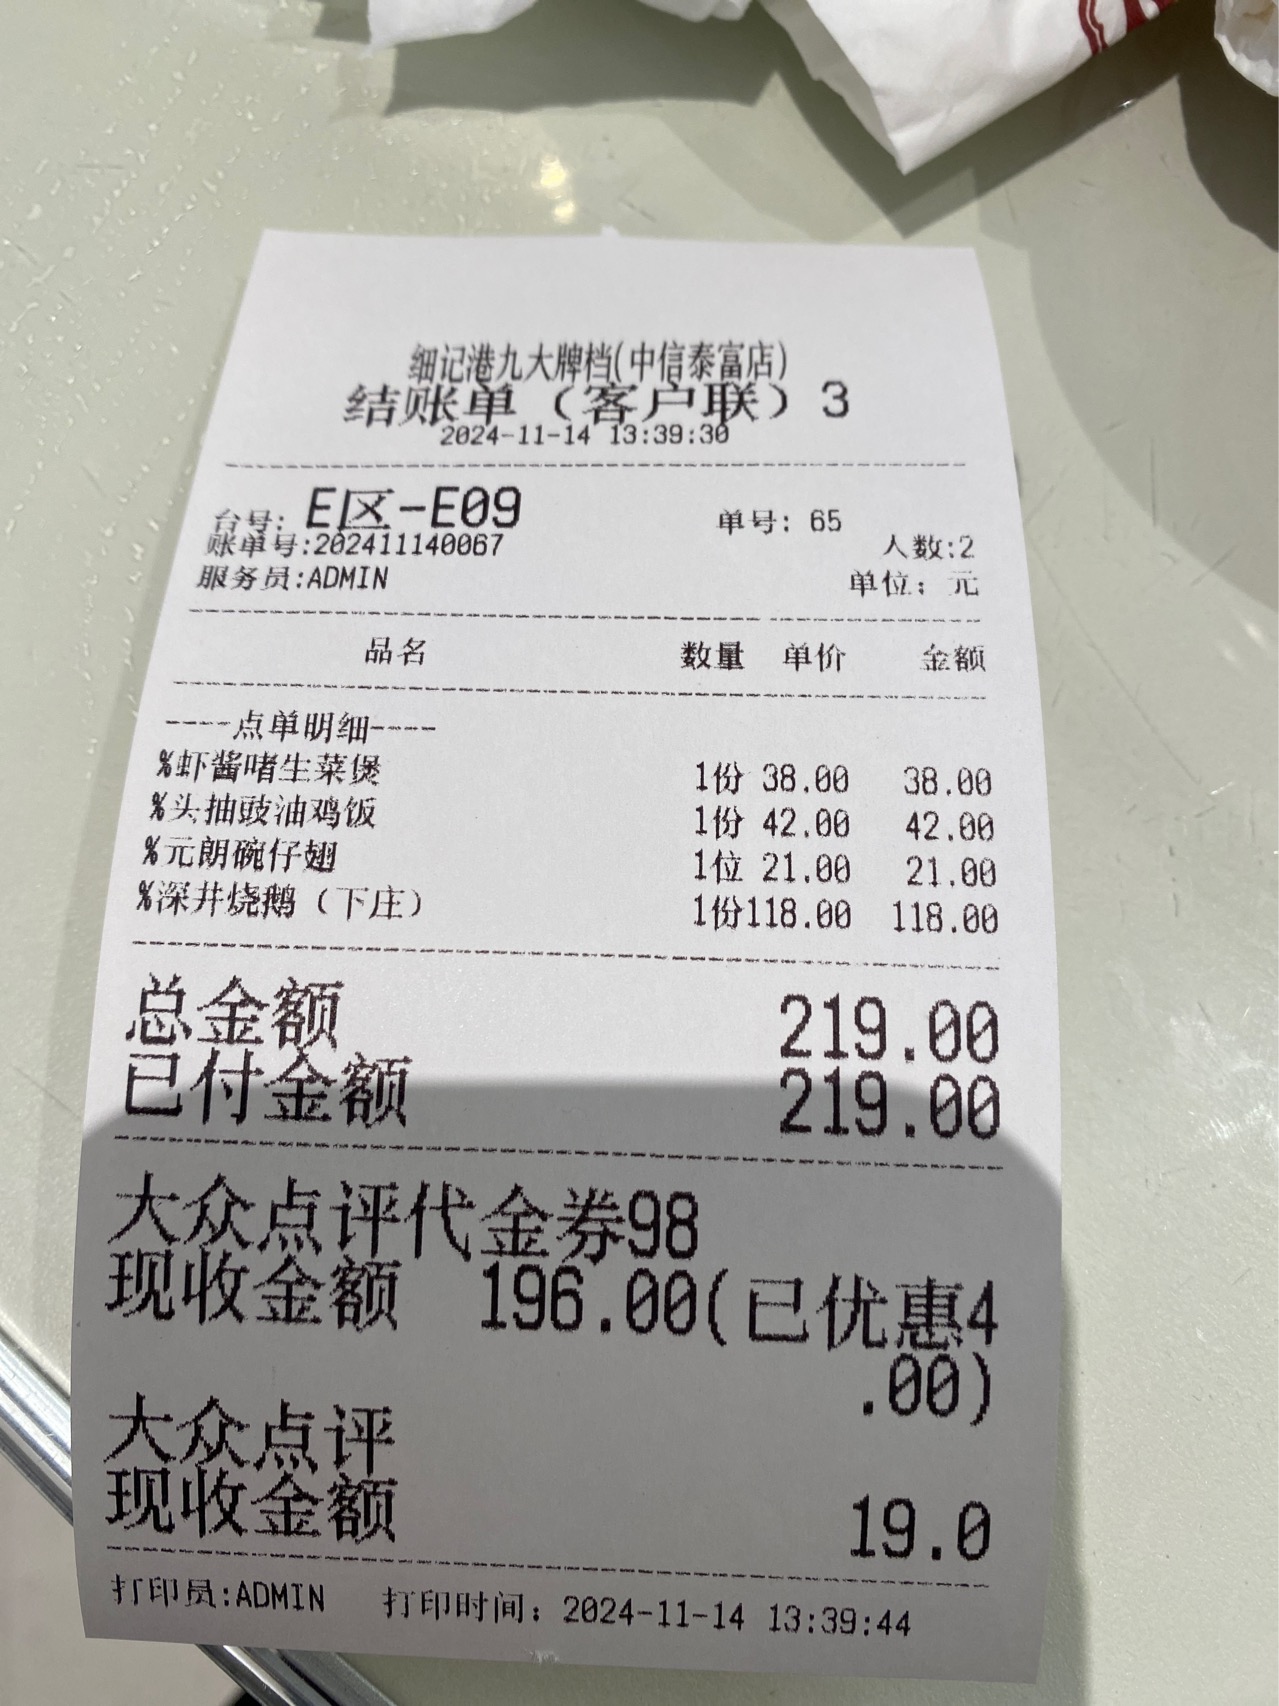 细记港九大牌档(中信泰富店)
结账单（客户联）3
2024-11-14 13:39:30
台号: E区-E09 单号: 65
账单号:202411140067 人数:2
服务员:ADMIN 单位: 元
品名 数量 单价 金额
----点单明细----
%虾酱啫生菜煲 1份 38.00 38.00
%头抽豉油鸡饭 1份 42.00 42.00
%元朗碗仔翅 1位 21.00 21.00
%深井烧鹅（下庄） 1份118.00 118.00
总金额 219.00
已付金额 219.00
大众点评代金券98
现收金额 196.00(已优惠4
.00)
大众点评
现收金额 19.0
打印员:ADMIN 打印时间: 2024-11-14 13:39:44